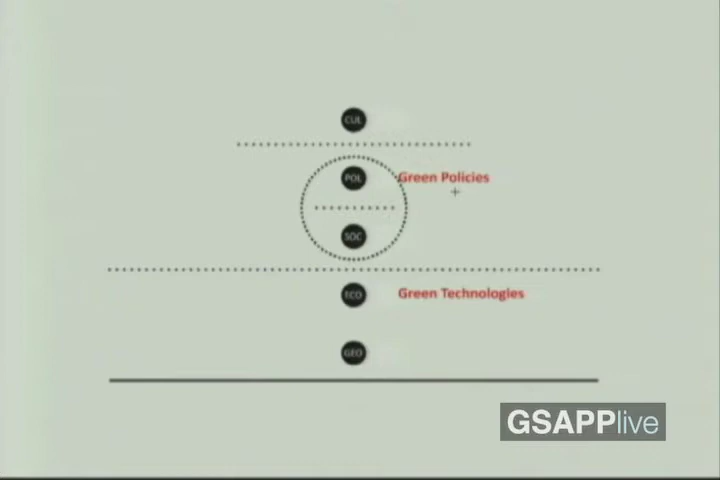 CUL
POL
Green Policies
SOC
ECO
Green Technologies
GEO
GSAPPlive